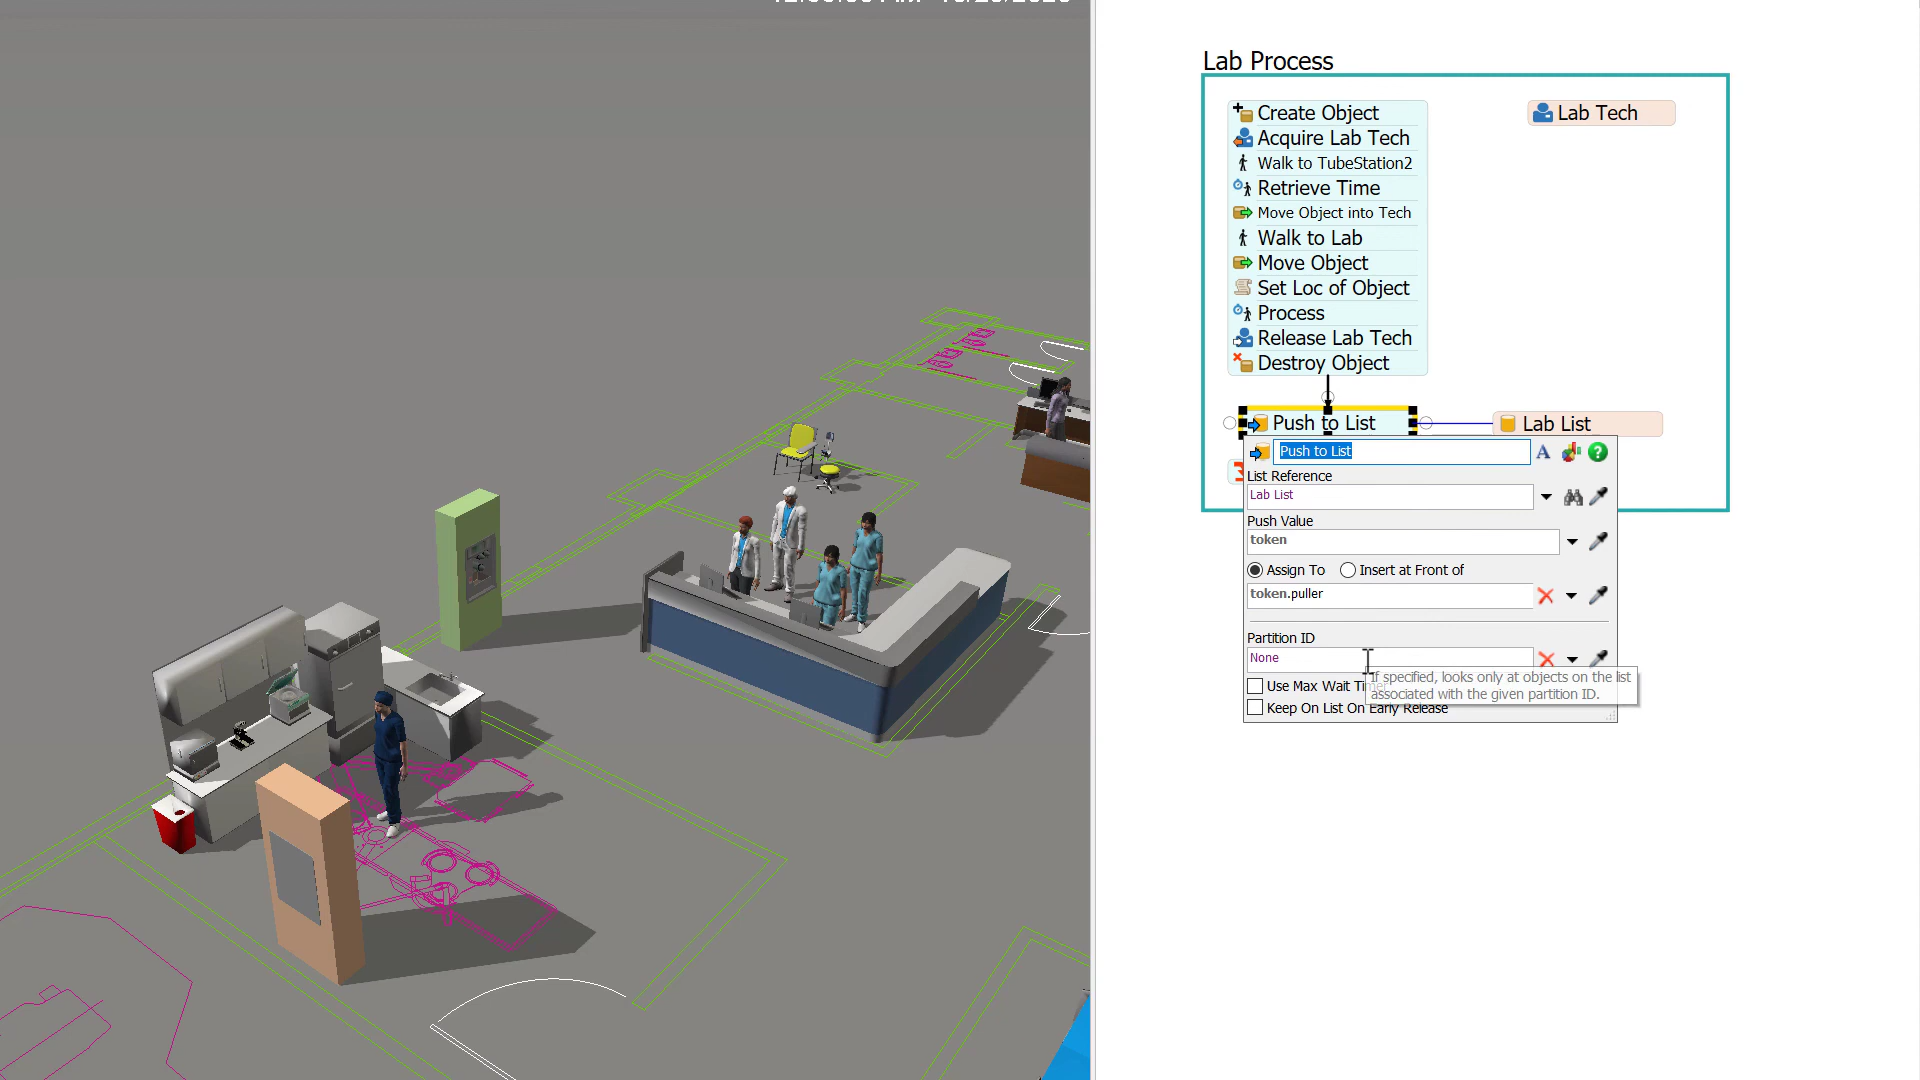 Lab Process
Create Object
Acquire Lab Tech
Walk to TubeStation2
Retrieve Time
Move Object into Tech
Walk to Lab
Move Object
Set Loc of Object
Process
Release Lab Tech
Destroy Object
Lab Tech
Push to List
Lab List
Push to List
A
?
List Reference
Lab List
Push Value
token
Assign To
Insert at Front of
token.puller
Partition ID
None
If specified, looks only at objects on the list
associated with the given partition ID.
Use Max Wait
Keep On List On Early Release